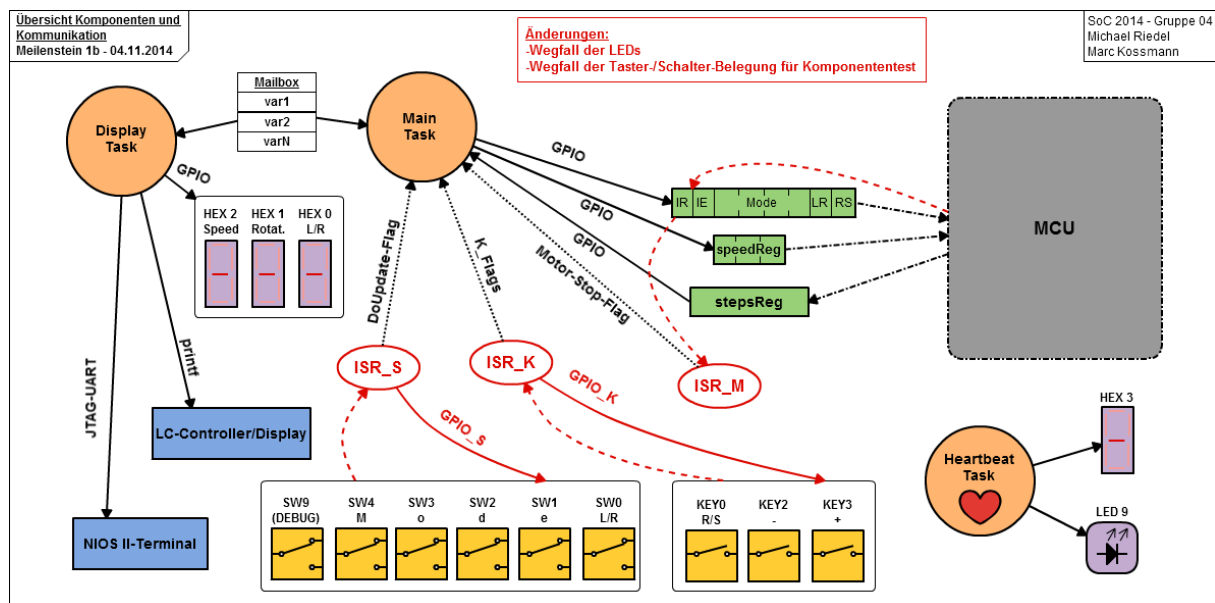 Übersicht Komponenten und
Kommunikation
Meilenstein 1b - 04.11.2014
Änderungen:
-Wegfall der LEDs
-Wegfall der Taster-/Schalter-Belegung für Komponententest
SoC 2014 - Gruppe 04
Michael Riedel
Marc Kossmann
Mailbox
var1
var2
varN
Display
Task
Main
Task
GPIO
GPIO
GPIO
GPIO
IR
IE
Mode
LR
RS
speedReg
stepsReg
MCU
HEX 2
Speed
HEX 1
Rotat.
HEX 0
L/R
DoUpdate-Flag
K_Flags
Motor-Stop-Flag
JTAG-UART
printf
ISR_S
ISR_K
ISR_M
GPIO_S
GPIO_K
LC-Controller/Display
NIOS II-Terminal
SW9
(DEBUG)
SW4
M
SW3
o
SW2
d
SW1
e
SW0
L/R
KEY0
R/S
KEY2
-
KEY3
+
Heartbeat
Task
HEX 3
LED 9